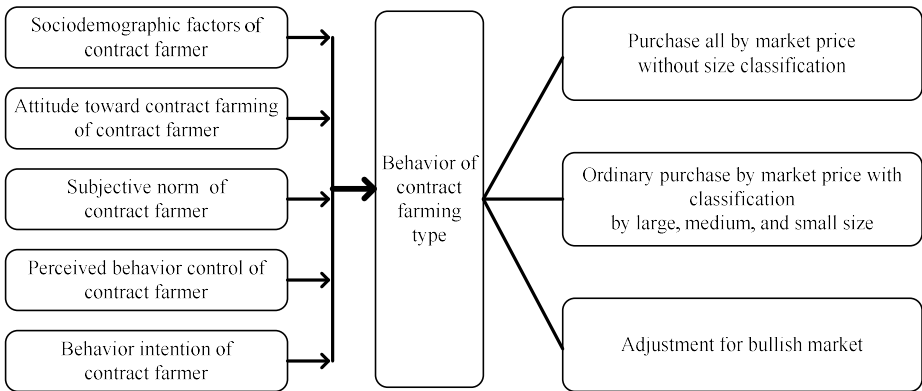 Sociodemographic factors of
contract farmer
Attitude toward contract farming
of contract farmer
Subjective norm of
contract farmer
Perceived behavior control of
contract farmer
Behavior intention of
contract farmer
Behavior of
contract
farming
type
Purchase all by market price
without size classification
Ordinary purchase by market price with
classification
by large, medium, and small size
Adjustment for bullish market